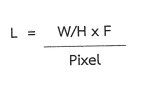 L = W/H x F
Pixel